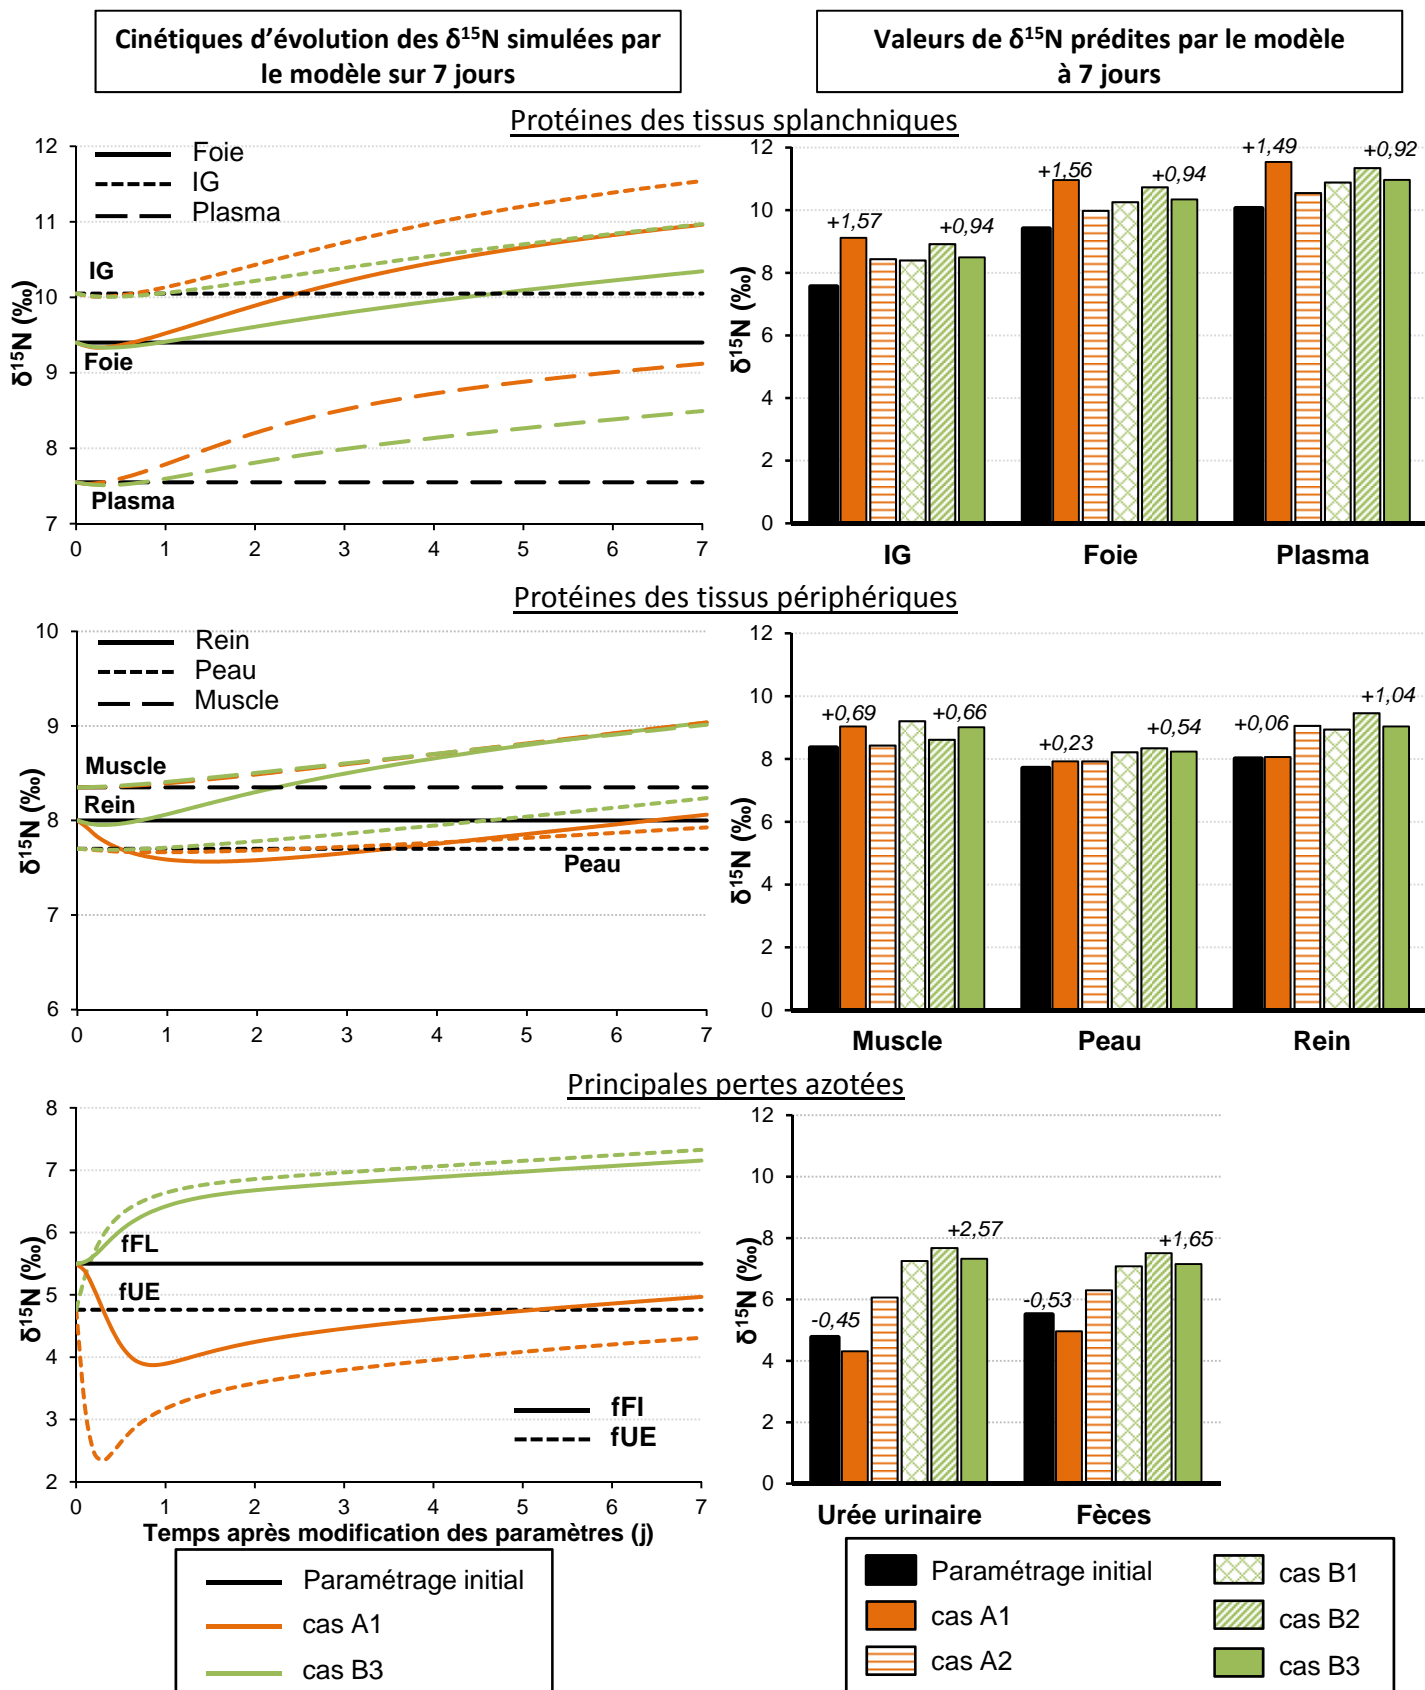 Cinétiques d'évolution des δ¹⁵N simulées par
le modèle sur 7 jours
Valeurs de δ¹⁵N prédites par le modèle
à 7 jours
Protéines des tissus splanchniques
δ¹⁵N (‰)
12
11
10
9
8
7
0 1 2 3 4 5 6 7
Foie
IG
Plasma
IG
Foie
Plasma
δ¹⁵N (‰)
12
10
8
6
4
2
0
+1,57
+0,94
+1,56
+0,94
+1,49
+0,92
IG Foie Plasma
Protéines des tissus périphériques
δ¹⁵N (‰)
10
9
8
7
6
0 1 2 3 4 5 6 7
Rein
Peau
Muscle
Muscle
Rein
Peau
δ¹⁵N (‰)
12
10
8
6
4
2
0
+0,69
+0,66
+0,23
+0,54
+0,06
+1,04
Muscle Peau Rein
Principales pertes azotées
δ¹⁵N (‰)
8
7
6
5
4
3
2
0 1 2 3 4 5 6 7
fFL
fUE
fFl
fUE
Temps après modification des paramètres (j)
δ¹⁵N (‰)
12
10
8
6
4
2
0
-0,45
+2,57
-0,53
+1,65
Urée urinaire Fèces
Paramétrage initial
cas A1
cas B3
Paramétrage initial
cas A1
cas A2
cas B1
cas B2
cas B3